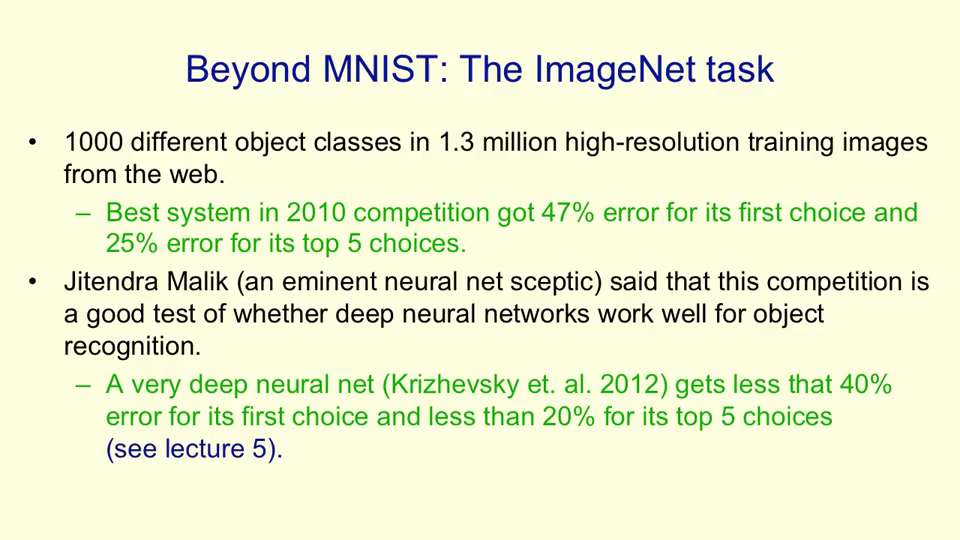 Beyond MNIST: The ImageNet task
• 1000 different object classes in 1.3 million high-resolution training images
from the web.
– Best system in 2010 competition got 47% error for its first choice and
25% error for its top 5 choices.
• Jitendra Malik (an eminent neural net sceptic) said that this competition is
a good test of whether deep neural networks work well for object
recognition.
– A very deep neural net (Krizhevsky et. al. 2012) gets less that 40%
error for its first choice and less than 20% for its top 5 choices
(see lecture 5).